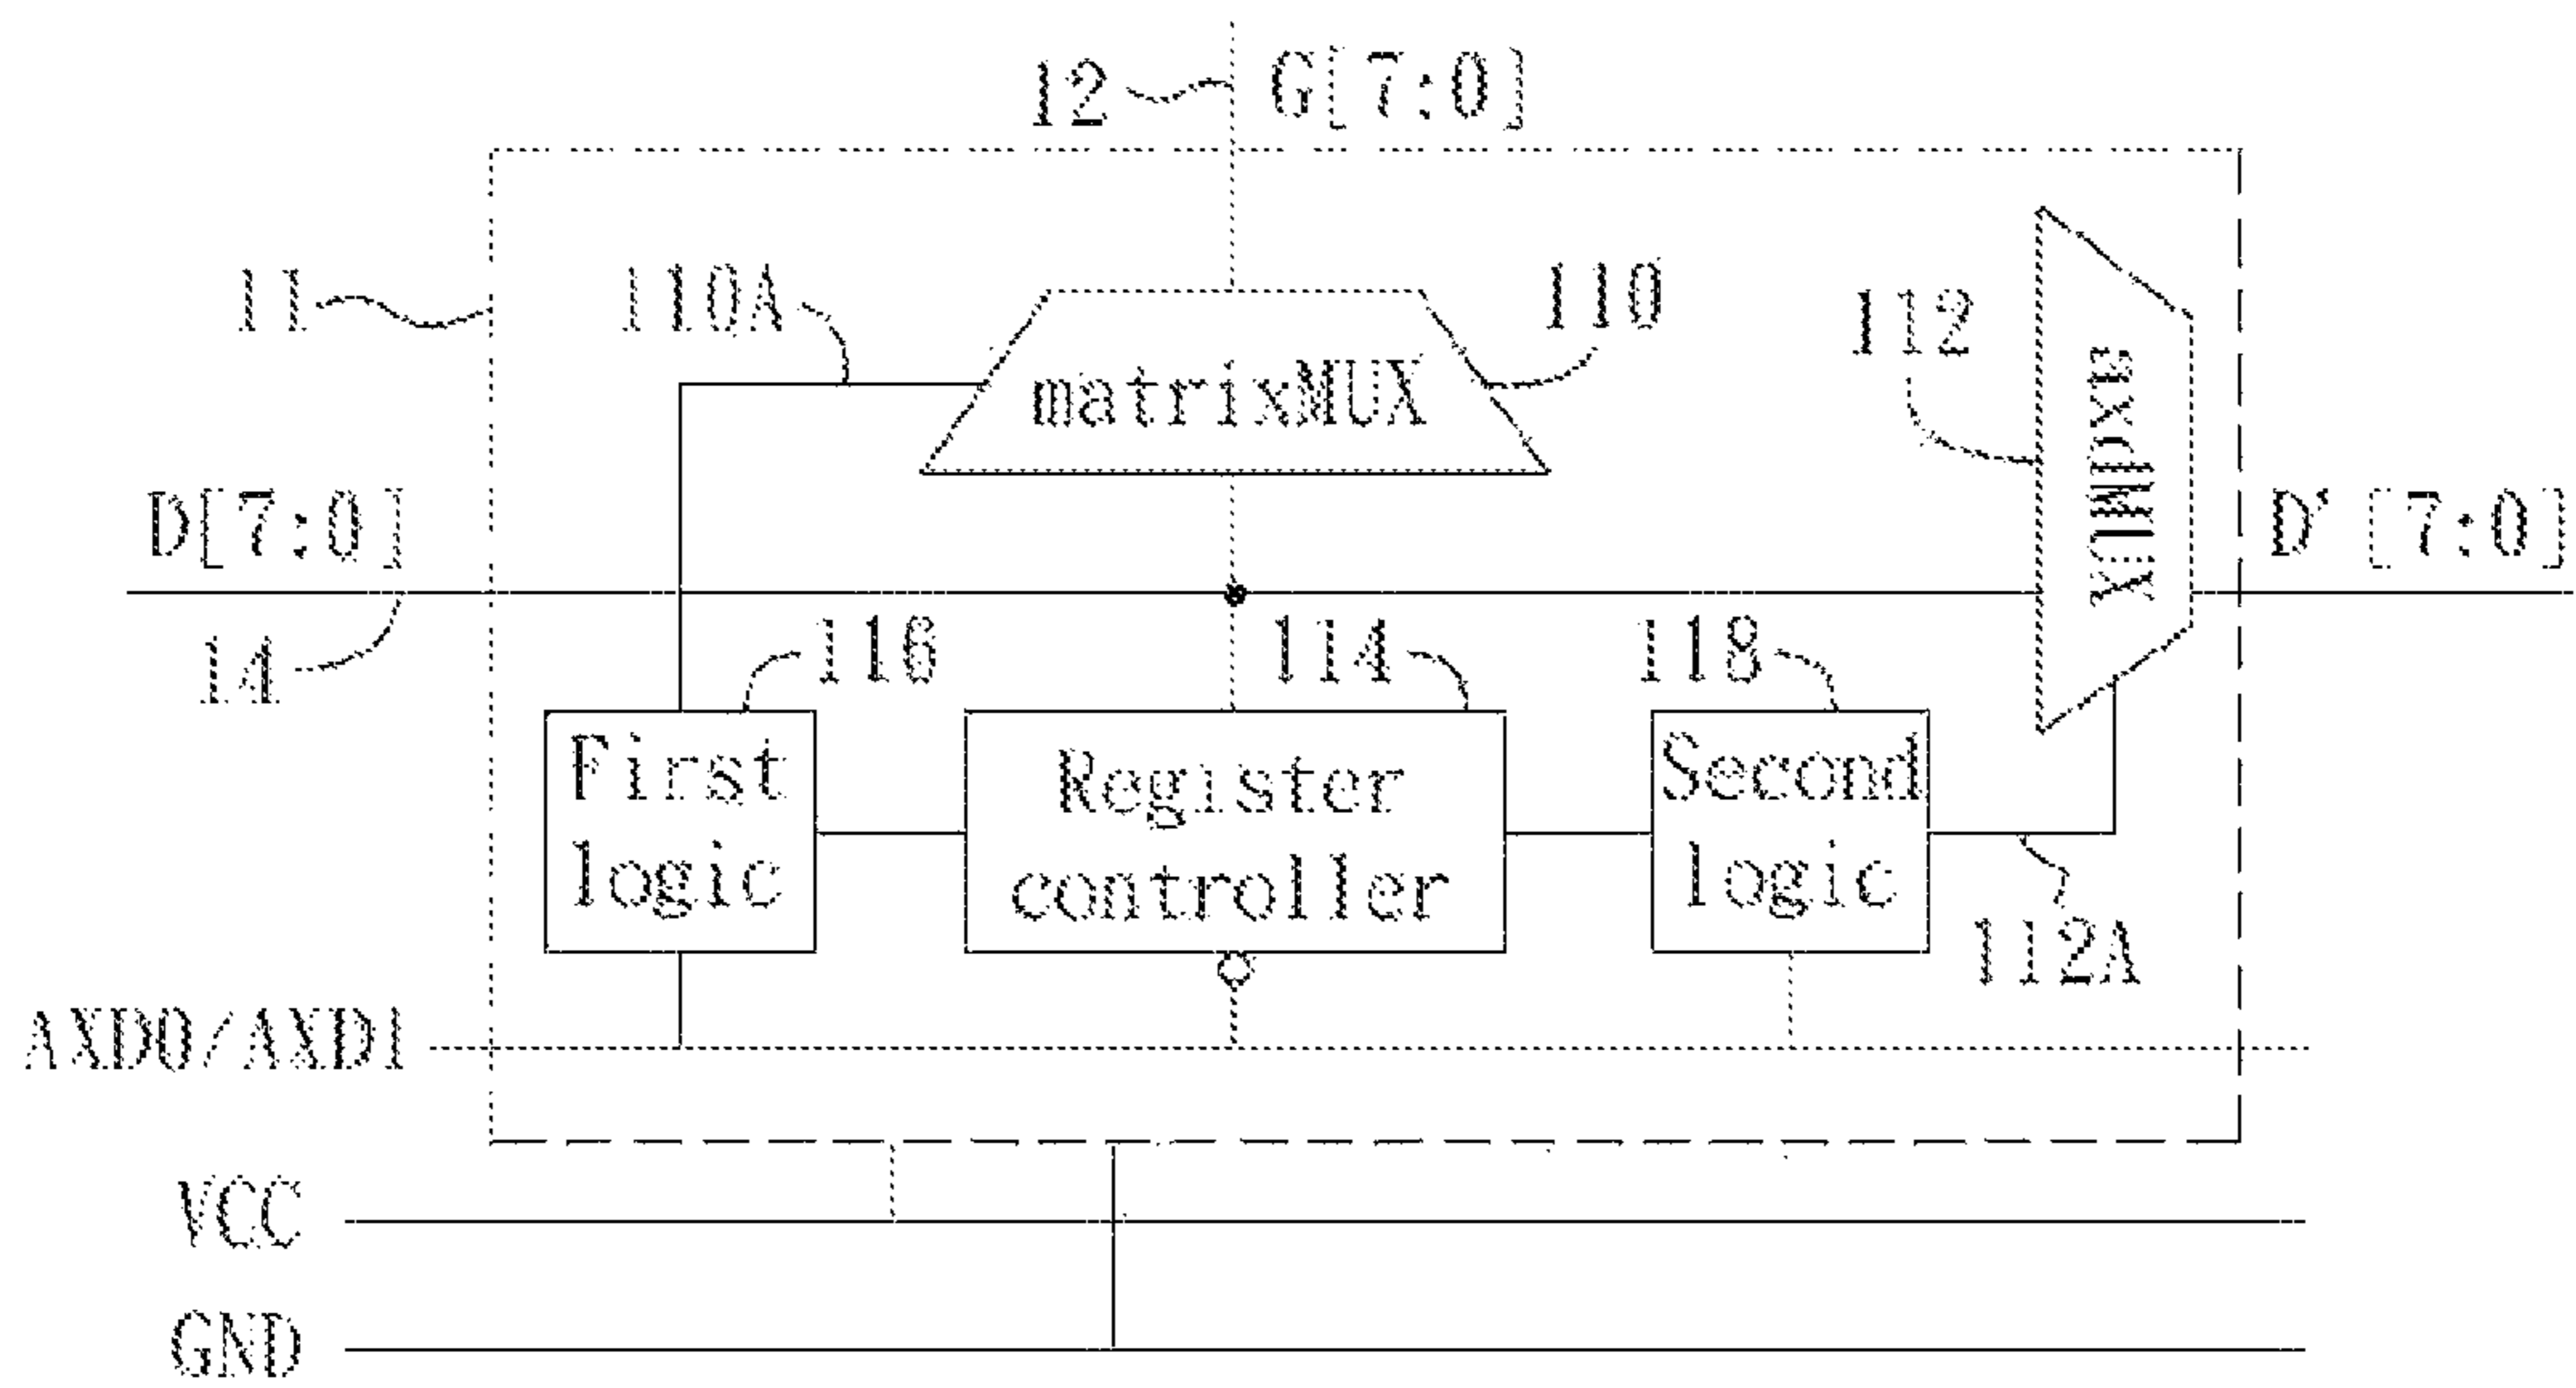 12
G[7:0]
11
110A
matrixMUX
110
112
axdMUX
D[7:0]
D'[7:0]
14
116
114
118
First
logic
Register
controller
Second
logic
112A
AXD0/AXD1
VCC
GND